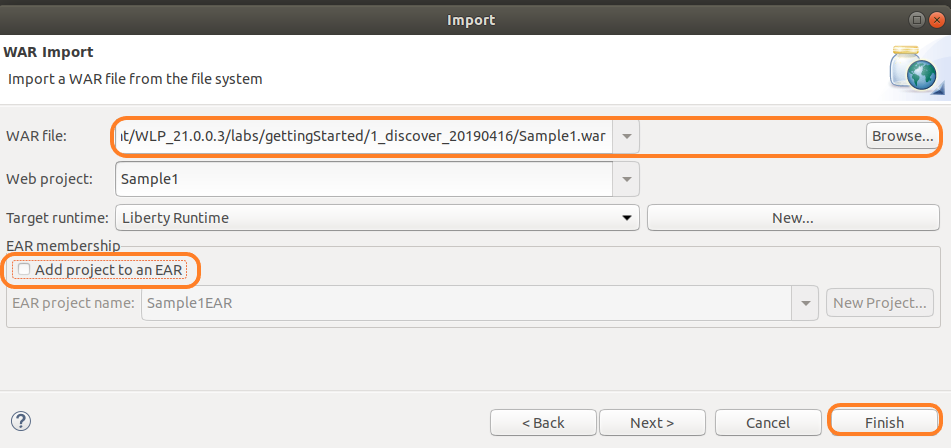 Import
WAR Import
Import a WAR file from the file system
WAR file: nt/WLP_21.0.0.3/labs/gettingStarted/1_discover_20190416/Sample1.war Browse...
Web project: Sample1
Target runtime: Liberty Runtime New...
EAR membership
Add project to an EAR
EAR project name: Sample1EAR New Project...
< Back Next > Cancel Finish